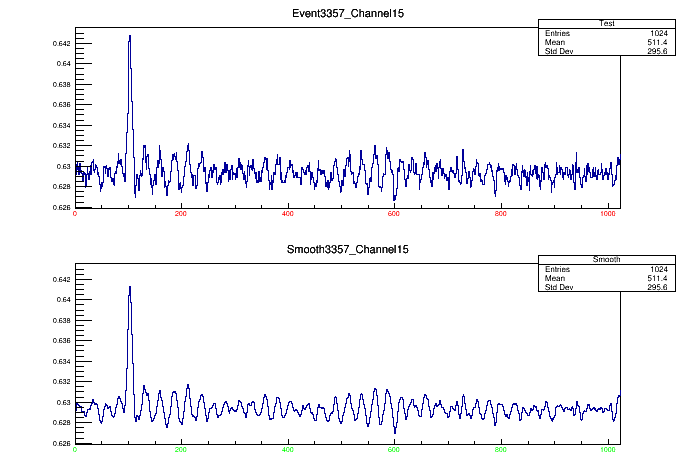 Event3357_Channel15
Test
Entries 1024
Mean 511.4
Std Dev 295.6
0.642
0.64
0.638
0.636
0.634
0.632
0.63
0.628
0.626
0 200 400 600 800 1000
Smooth3357_Channel15
Smooth
Entries 1024
Mean 511.4
Std Dev 295.6
0.642
0.64
0.638
0.636
0.634
0.632
0.63
0.628
0.626
0 200 400 600 800 1000